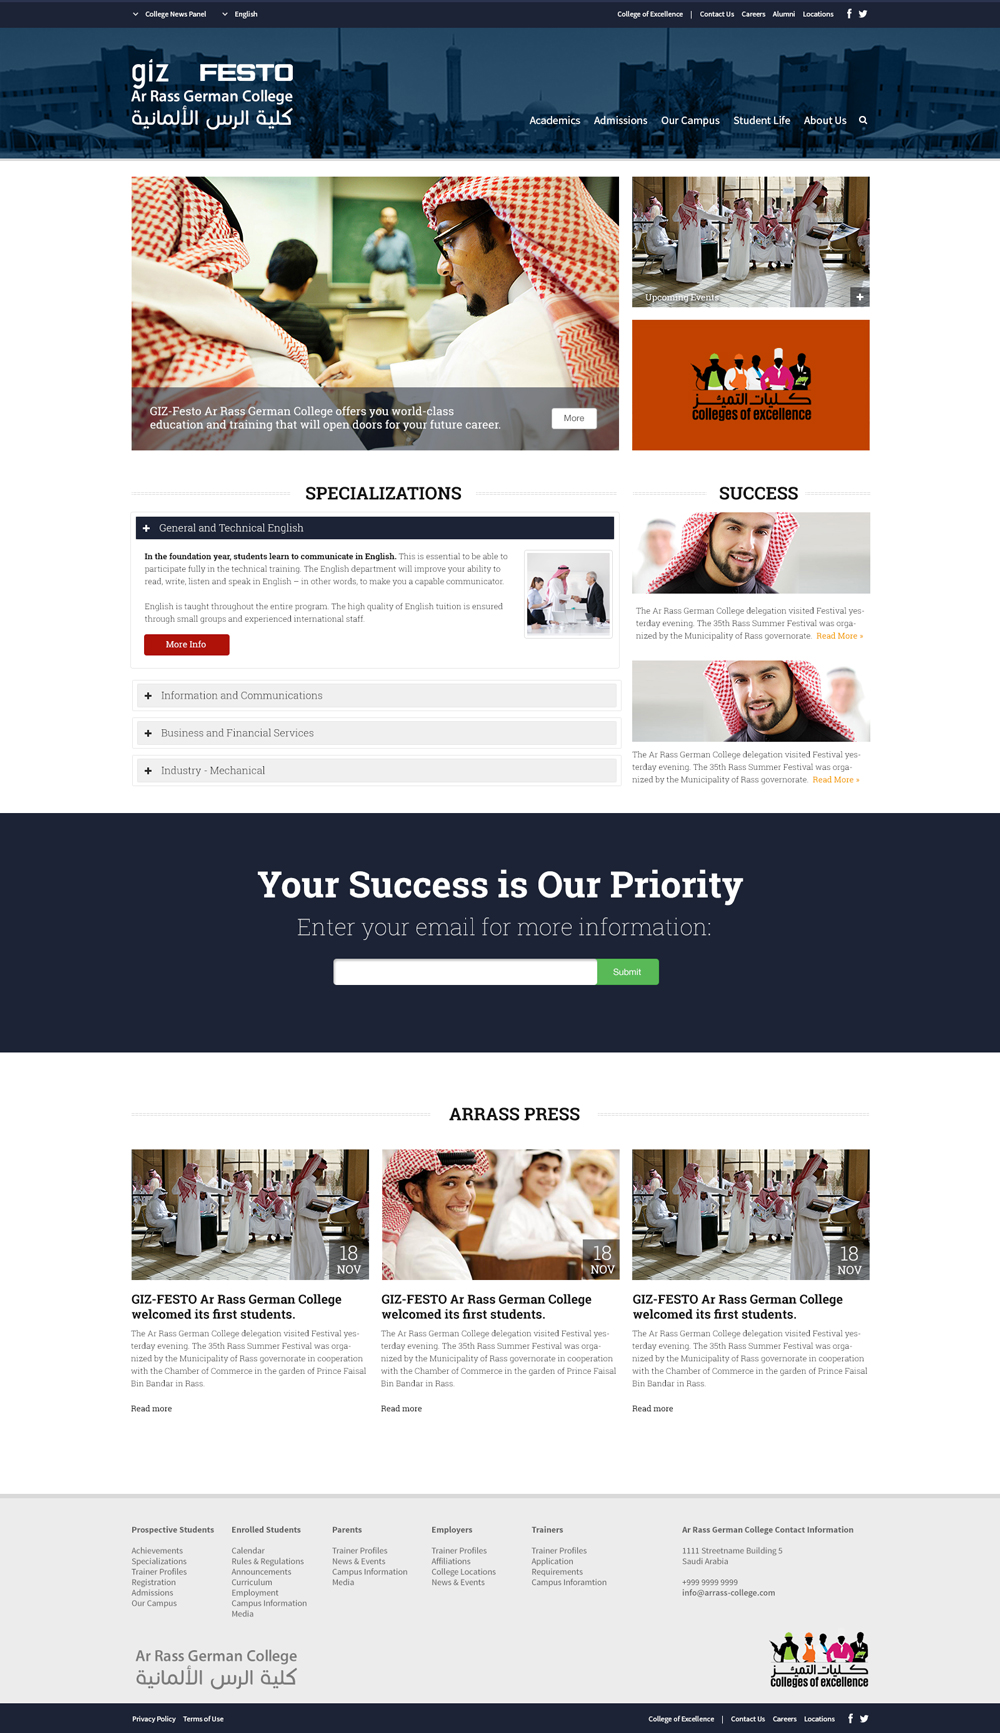 College News Panel
English
College of Excellence | Contact Us Careers Alumni Locations
giz FESTO
Ar Rass German College
كلية الرس الألمانية
Academics Admissions Our Campus Student Life About Us
Upcoming Events
GIZ-Festo Ar Rass German College offers you world-class
education and training that will open doors for your future career.
More
كليات التميز
colleges of excellence
SPECIALIZATIONS
General and Technical English
In the foundation year, students learn to communicate in English. This is essential to be able to
participate fully in the technical training. The English department will improve your ability to
read, write, listen and speak in English – in other words, to make you a capable communicator.
English is taught throughout the entire program. The high quality of English tuition is ensured
through small groups and experienced international staff.
More Info
Information and Communications
Business and Financial Services
Industry - Mechanical
SUCCESS
The Ar Rass German College delegation visited Festival yes-
terday evening. The 35th Rass Summer Festival was orga-
nized by the Municipality of Rass governorate. Read More »
The Ar Rass German College delegation visited Festival yes-
terday evening. The 35th Rass Summer Festival was orga-
nized by the Municipality of Rass governorate. Read More »
Your Success is Our Priority
Enter your email for more information:
Submit
ARRASS PRESS
18
NOV
GIZ-FESTO Ar Rass German College
welcomed its first students.
The Ar Rass German College delegation visited Festival yes-
terday evening. The 35th Rass Summer Festival was orga-
nized by the Municipality of Rass governorate in cooperation
with the Chamber of Commerce in the garden of Prince Faisal
Bin Bandar in Rass.
Read more
18
NOV
GIZ-FESTO Ar Rass German College
welcomed its first students.
The Ar Rass German College delegation visited Festival yes-
terday evening. The 35th Rass Summer Festival was orga-
nized by the Municipality of Rass governorate in cooperation
with the Chamber of Commerce in the garden of Prince Faisal
Bin Bandar in Rass.
Read more
18
NOV
GIZ-FESTO Ar Rass German College
welcomed its first students.
The Ar Rass German College delegation visited Festival yes-
terday evening. The 35th Rass Summer Festival was orga-
nized by the Municipality of Rass governorate in cooperation
with the Chamber of Commerce in the garden of Prince Faisal
Bin Bandar in Rass.
Read more
Prospective Students
Achievements
Specializations
Trainer Profiles
Registration
Admissions
Our Campus
Enrolled Students
Calendar
Rules & Regulations
Announcements
Curriculum
Employment
Campus Information
Media
Parents
Trainer Profiles
News & Events
Campus Information
Media
Employers
Trainer Profiles
Affiliations
College Locations
News & Events
Trainers
Trainer Profiles
Application
Requirements
Campus Inforamtion
Ar Rass German College Contact Information
1111 Streetname Building 5
Saudi Arabia
+999 9999 9999
info@arrass-college.com
Ar Rass German College
كلية الرس الألمانية
كليات التميز
colleges of excellence
Privacy Policy Terms of Use
College of Excellence | Contact Us Careers Locations